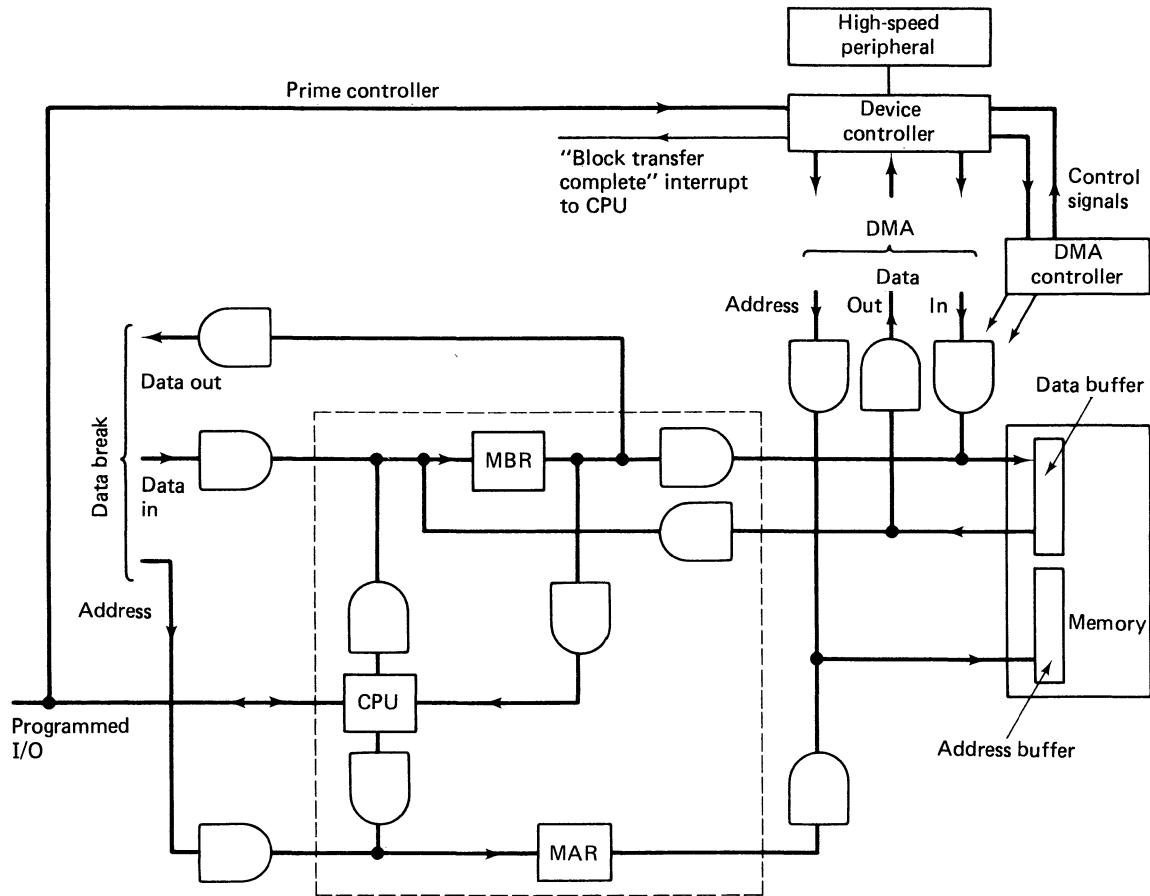 High-speed
peripheral
Prime controller
Device
controller
“Block transfer
complete” interrupt
to CPU
Control
signals
DMA
DMA
controller
Data
Address
Out
In
Data out
Data buffer
Data break
MBR
Data
in
Address
Memory
CPU
Programmed
I/O
Address buffer
MAR